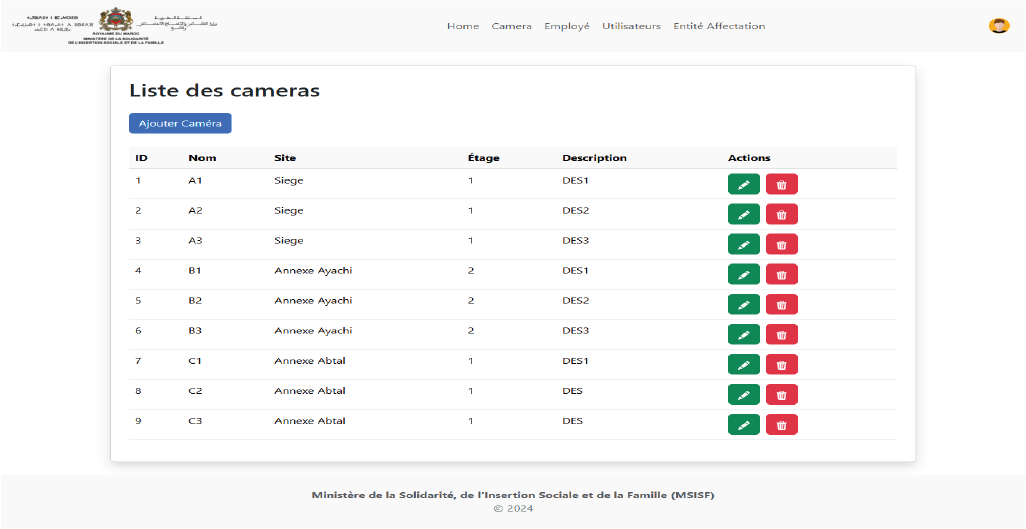 ROYAUME DU MAROC
MINISTÈRE DE LA SOLIDARITÉ
DE L'INSERTION SOCIALE ET DE LA FAMILLE
Home Camera Employé Utilisateurs Entité Affectation
Liste des cameras
Ajouter Caméra
ID Nom Site Étage Description Actions
1 A1 Siege 1 DES1
2 A2 Siege 1 DES2
3 A3 Siege 1 DES3
4 B1 Annexe Ayachi 2 DES1
5 B2 Annexe Ayachi 2 DES2
6 B3 Annexe Ayachi 2 DES3
7 C1 Annexe Abtal 1 DES1
8 C2 Annexe Abtal 1 DES
9 C3 Annexe Abtal 1 DES
Ministère de la Solidarité, de l'Insertion Sociale et de la Famille (MSISF)
© 2024